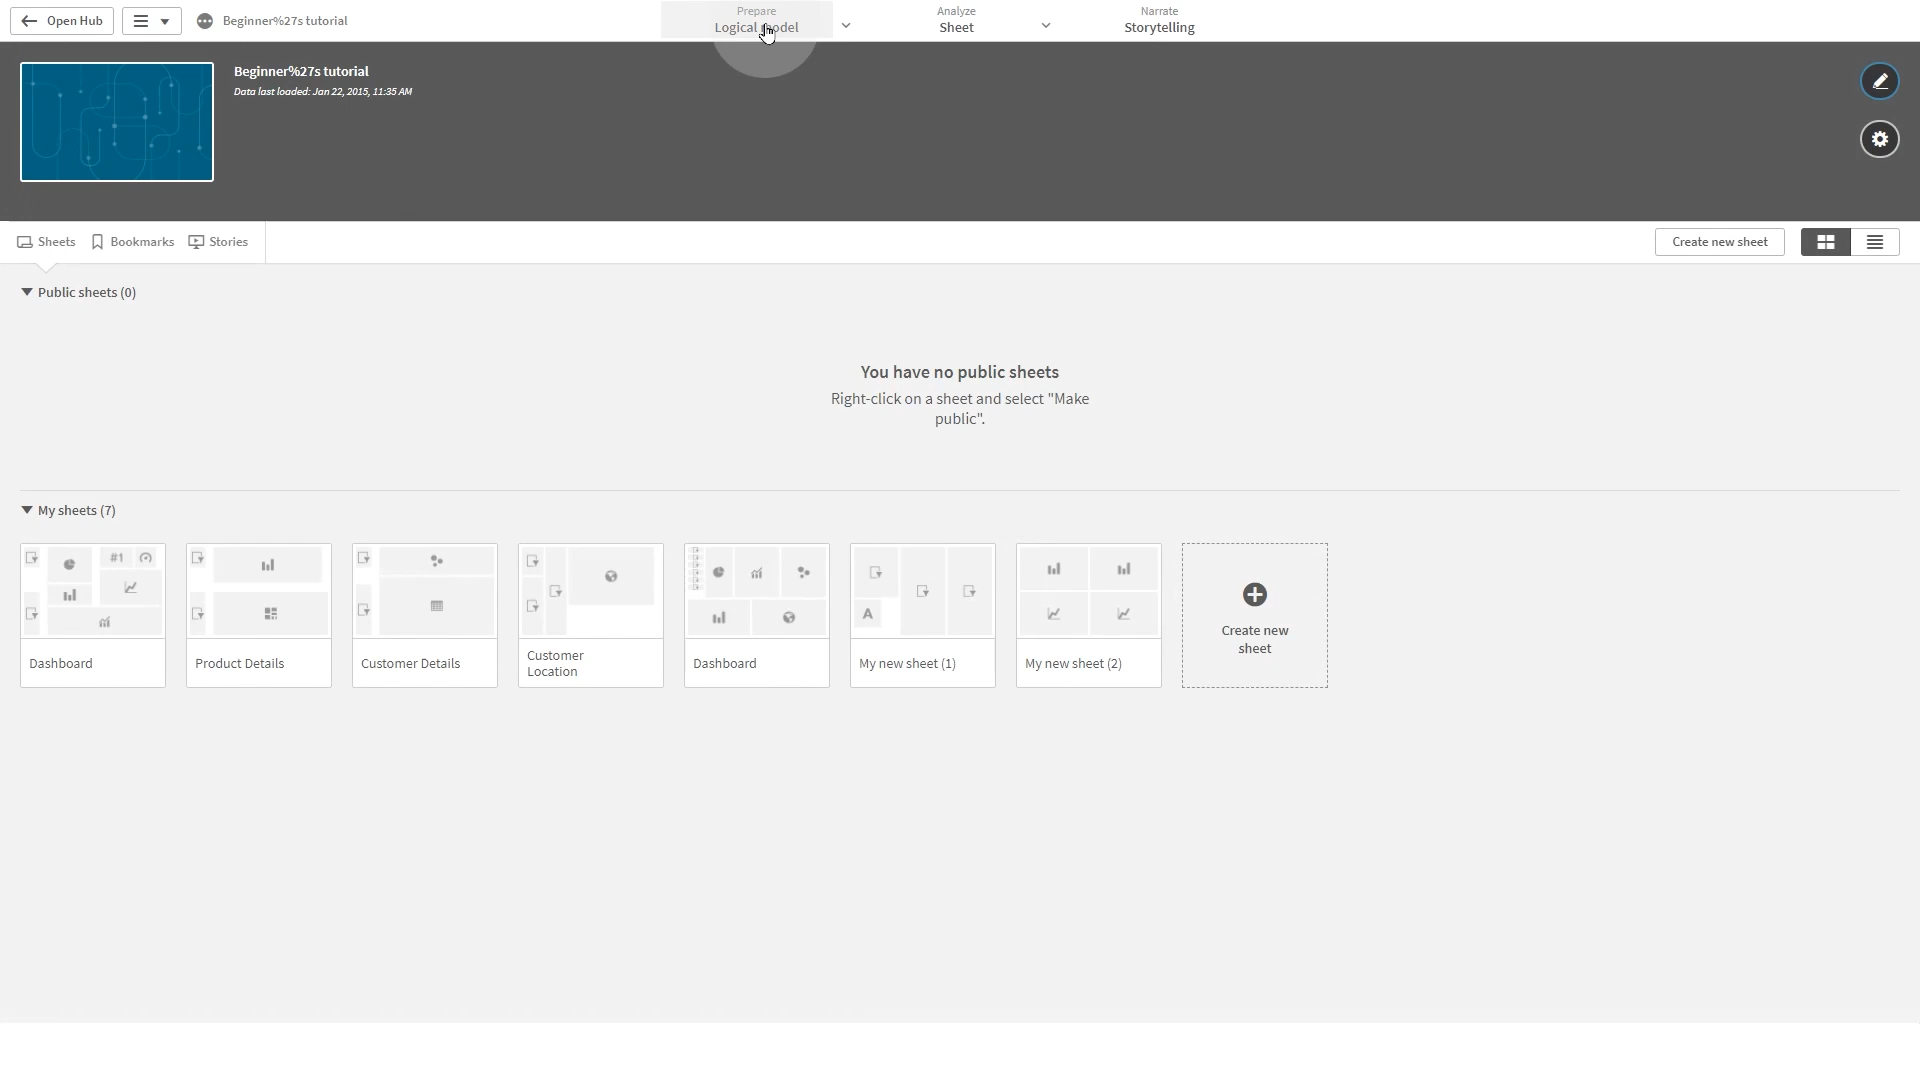 Open Hub
Beginner%27s tutorial
Prepare
Logical model
Analyze
Sheet
Narrate
Storytelling
Beginner%27s tutorial
Data last loaded: Jan 22, 2015, 11:35 AM
Sheets
Bookmarks
Stories
Create new sheet
Public sheets (0)
You have no public sheets
Right-click on a sheet and select "Make
public".
My sheets (7)
#1
A
Dashboard
Product Details
Customer Details
Customer
Location
Dashboard
My new sheet (1)
My new sheet (2)
Create new
sheet